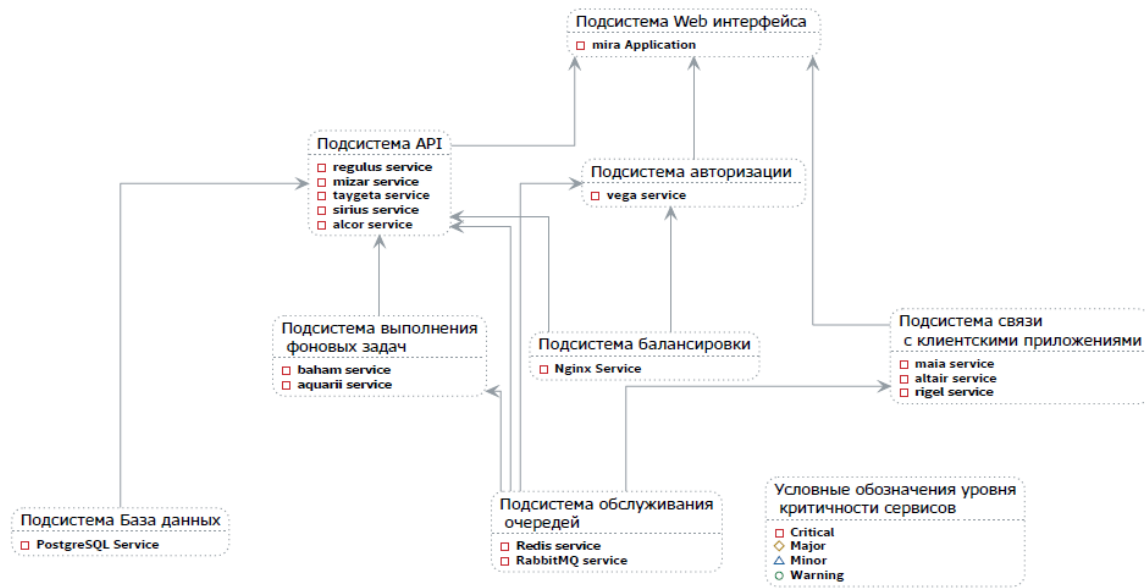 Подсистема Web интерфейса
mira Application
Подсистема API
regulus service
mizar service
taygeta service
sirius service
alcor service
Подсистема авторизации
vega service
Подсистема выполнения
фоновых задач
baham service
aquarii service
Подсистема балансировки
Nginx Service
Подсистема связи
с клиентскими приложениями
maia service
altair service
rigel service
Подсистема База данных
PostgreSQL Service
Подсистема обслуживания
очередей
Redis service
RabbitMQ service
Условные обозначения уровня
критичности сервисов
Critical
Major
Minor
Warning